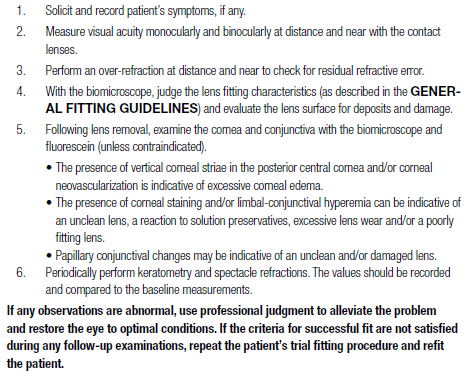 1. Solicit and record patient's symptoms, if any.
2. Measure visual acuity monocularly and binocularly at distance and near with the contact
lenses.
3. Perform an over-refraction at distance and near to check for residual refractive error.
4. With the biomicroscope, judge the lens fitting characteristics (as described in the GENER-
AL FITTING GUIDELINES) and evaluate the lens surface for deposits and damage.
5. Following lens removal, examine the cornea and conjunctiva with the biomicroscope and
fluorescein (unless contraindicated).
• The presence of vertical corneal striae in the posterior central cornea and/or corneal
neovascularization is indicative of excessive corneal edema.
• The presence of corneal staining and/or limbal-conjunctival hyperemia can be indicative of
an unclean lens, a reaction to solution preservatives, excessive lens wear and/or a poorly
fitting lens.
• Papillary conjunctival changes may be indicative of an unclean and/or damaged lens.
6. Periodically perform keratometry and spectacle refractions. The values should be recorded
and compared to the baseline measurements.
If any observations are abnormal, use professional judgment to alleviate the problem
and restore the eye to optimal conditions. If the criteria for successful fit are not satisfied
during any follow-up examinations, repeat the patient's trial fitting procedure and refit
the patient.